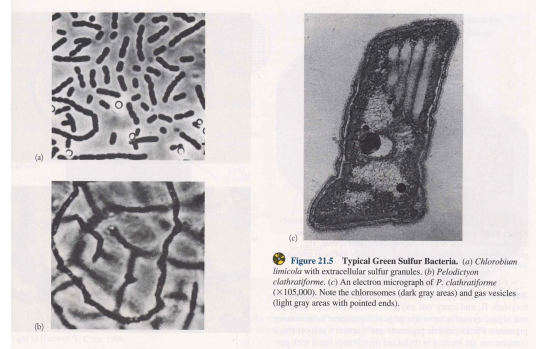 (a)
(b)
(c)
Figure 21.5 Typical Green Sulfur Bacteria. (a) Chlorobium
limicola with extracellular sulfur granules. (b) Pelodictyon
clathratiforme. (c) An electron micrograph of P. clathratiforme
(×105,000). Note the chlorosomes (dark gray areas) and gas vesicles
(light gray areas with pointed ends).